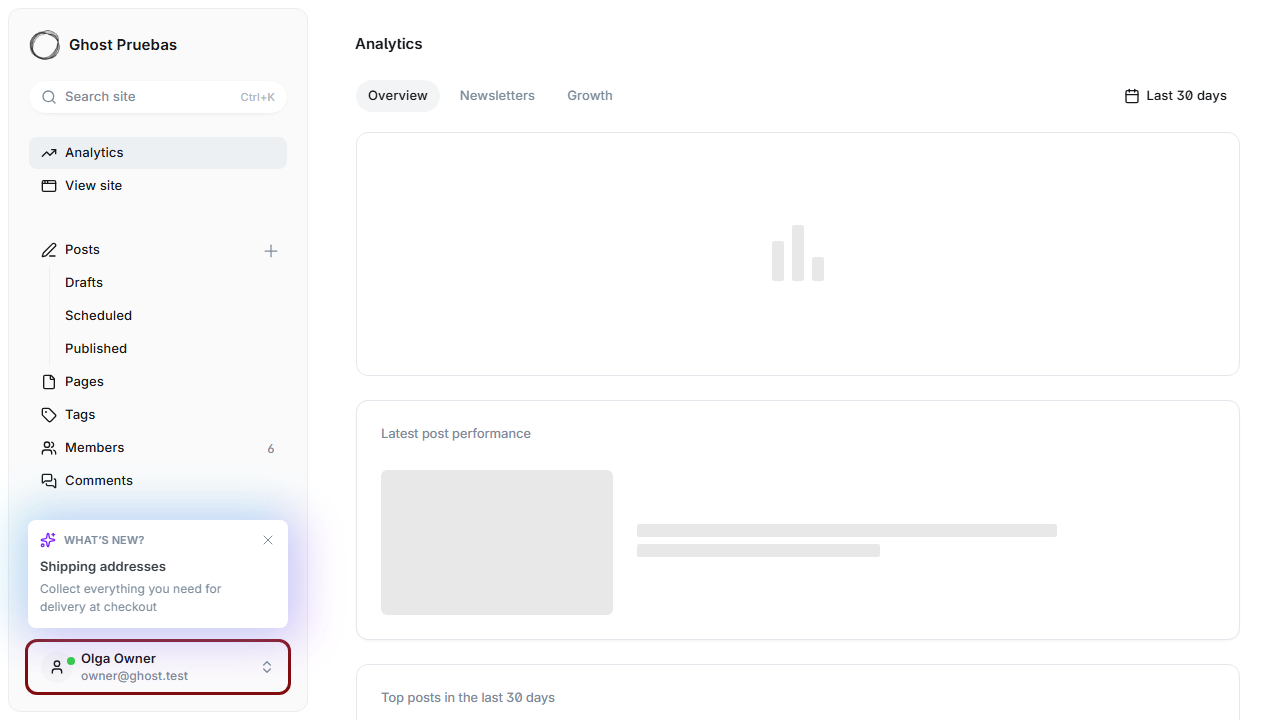 Ghost Pruebas
Search site Ctrl+K
Analytics
View site
Posts
Drafts
Scheduled
Published
Pages
Tags
Members 6
Comments
WHAT'S NEW?
Shipping addresses
Collect everything you need for
delivery at checkout
Olga Owner
owner@ghost.test
Analytics
Overview Newsletters Growth Last 30 days
Latest post performance
Top posts in the last 30 days